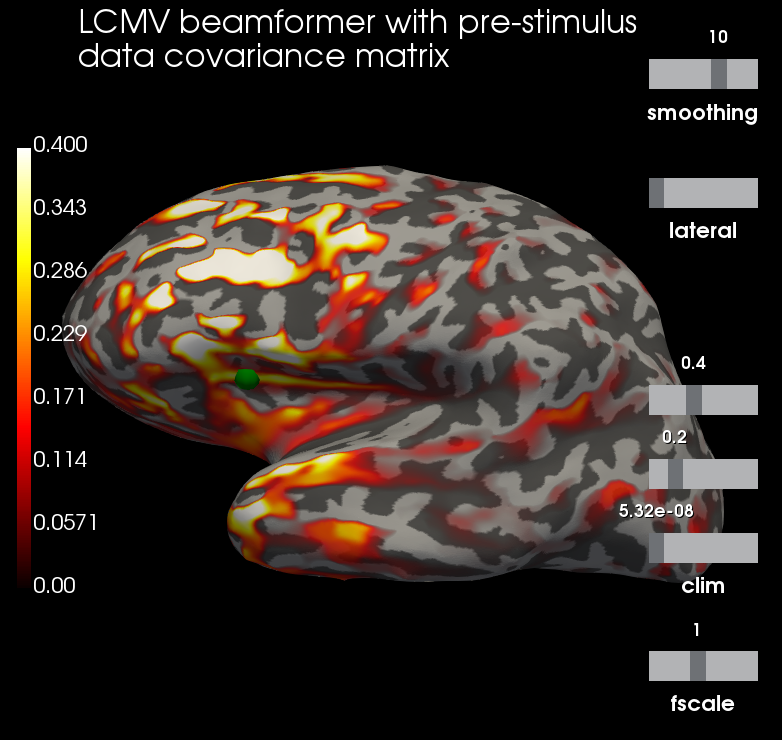 LCMV beamformer with pre-stimulus
data covariance matrix
10
smoothing
lateral
0.400
0.343
0.286
0.229
0.171
0.114
0.0571
0.00
0.4
0.2
5.32e-08
clim
1
fscale